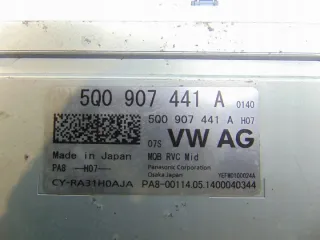 5Q0 907 441 A 0140
5Q0 907 441 A H07
07S VW AG
Made in Japan MQB RVC Mid
PA8 —H07— Panasonic Corporation
Osaka Japan YEFM0100024A
CY-RA31H0AJA PA8-00114.05.1400040344